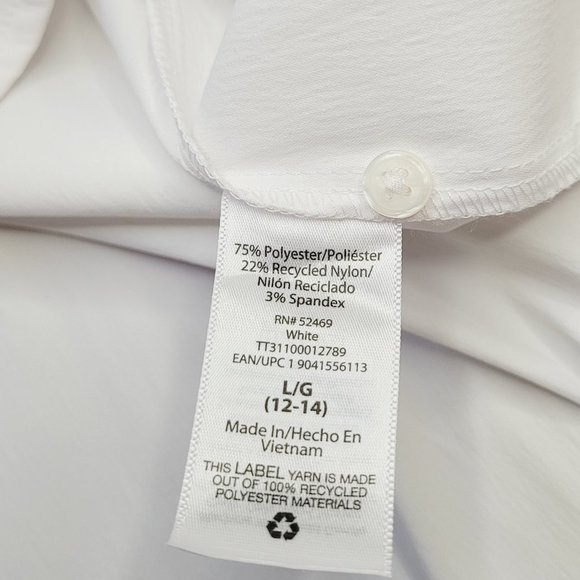 75% Polyester/Poliéster
22% Recycled Nylon/
Nilón Reciclado
3% Spandex
RN# 52469
White
TT31100012789
EAN/UPC 1 9041556113
L/G
(12-14)
Made In/Hecho En
Vietnam
THIS LABEL YARN IS MADE
OUT OF 100% RECYCLED
POLYESTER MATERIALS